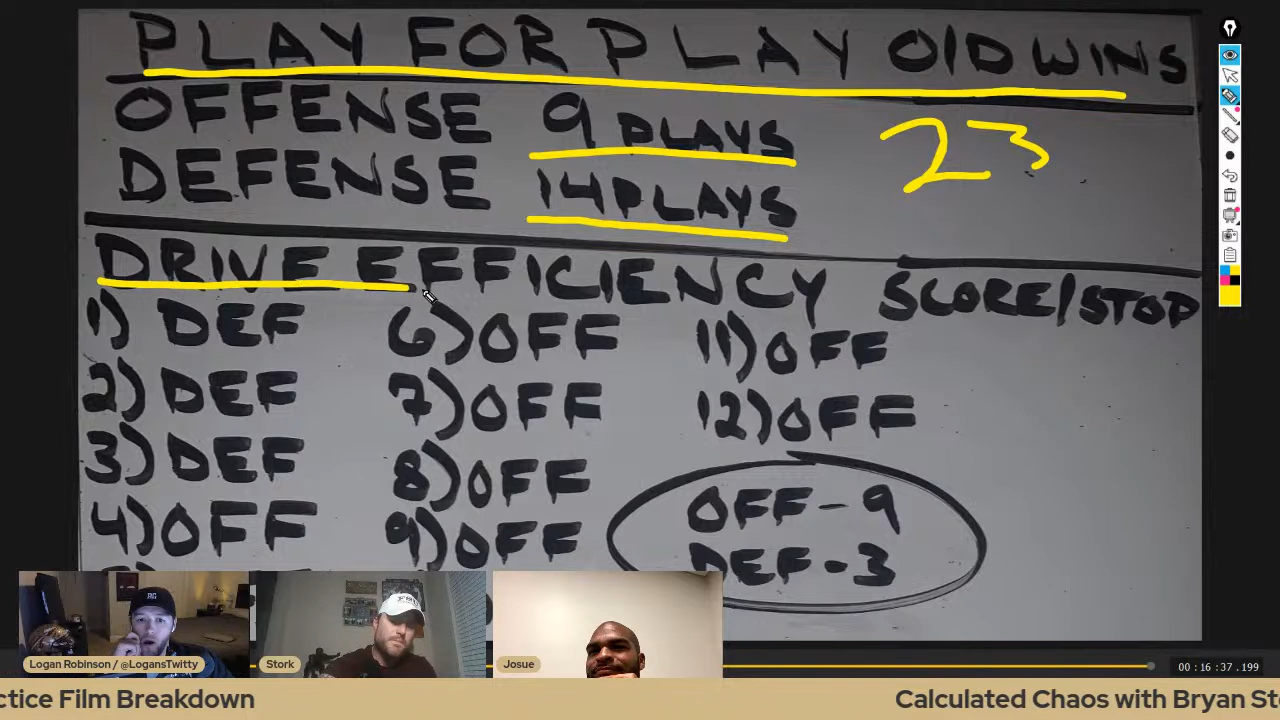 PLAY FOR PLAY O/D WINS
OFFENSE 9 PLAYS
DEFENSE 14 PLAYS
23
DRIVE EFFICIENCY SCORE/STOP
1) DEF 6) OFF 11) OFF
2) DEF 7) OFF 12) OFF
3) DEF 8) OFF
4) OFF 9) OFF
OFF - 9
DEF - 3
Logan Robinson / @LogansTwitty
Stork
Josue
00:16:37.199
ctice Film Breakdown
Calculated Chaos with Bryan St